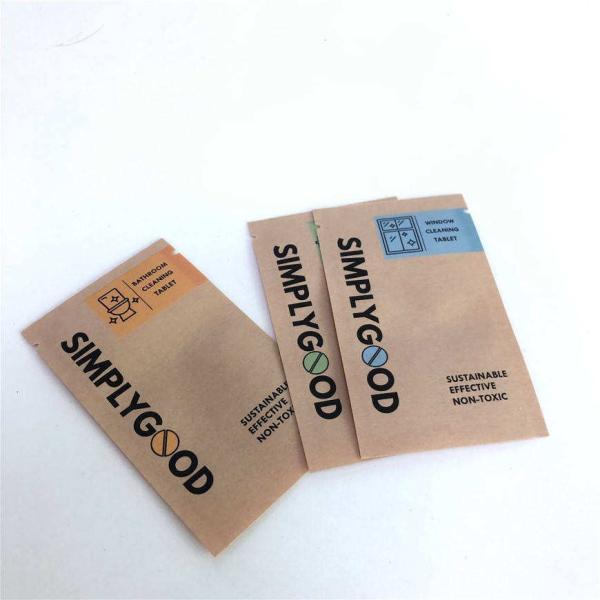 BATHROOM
CLEANING
TABLET
SIMPLYGOOD
SUSTAINABLE
EFFECTIVE
NON-TOXIC
SIMPLYGOOD
WINDOW
CLEANING
TABLET
SIMPLYGOOD
SUSTAINABLE
EFFECTIVE
NON-TOXIC